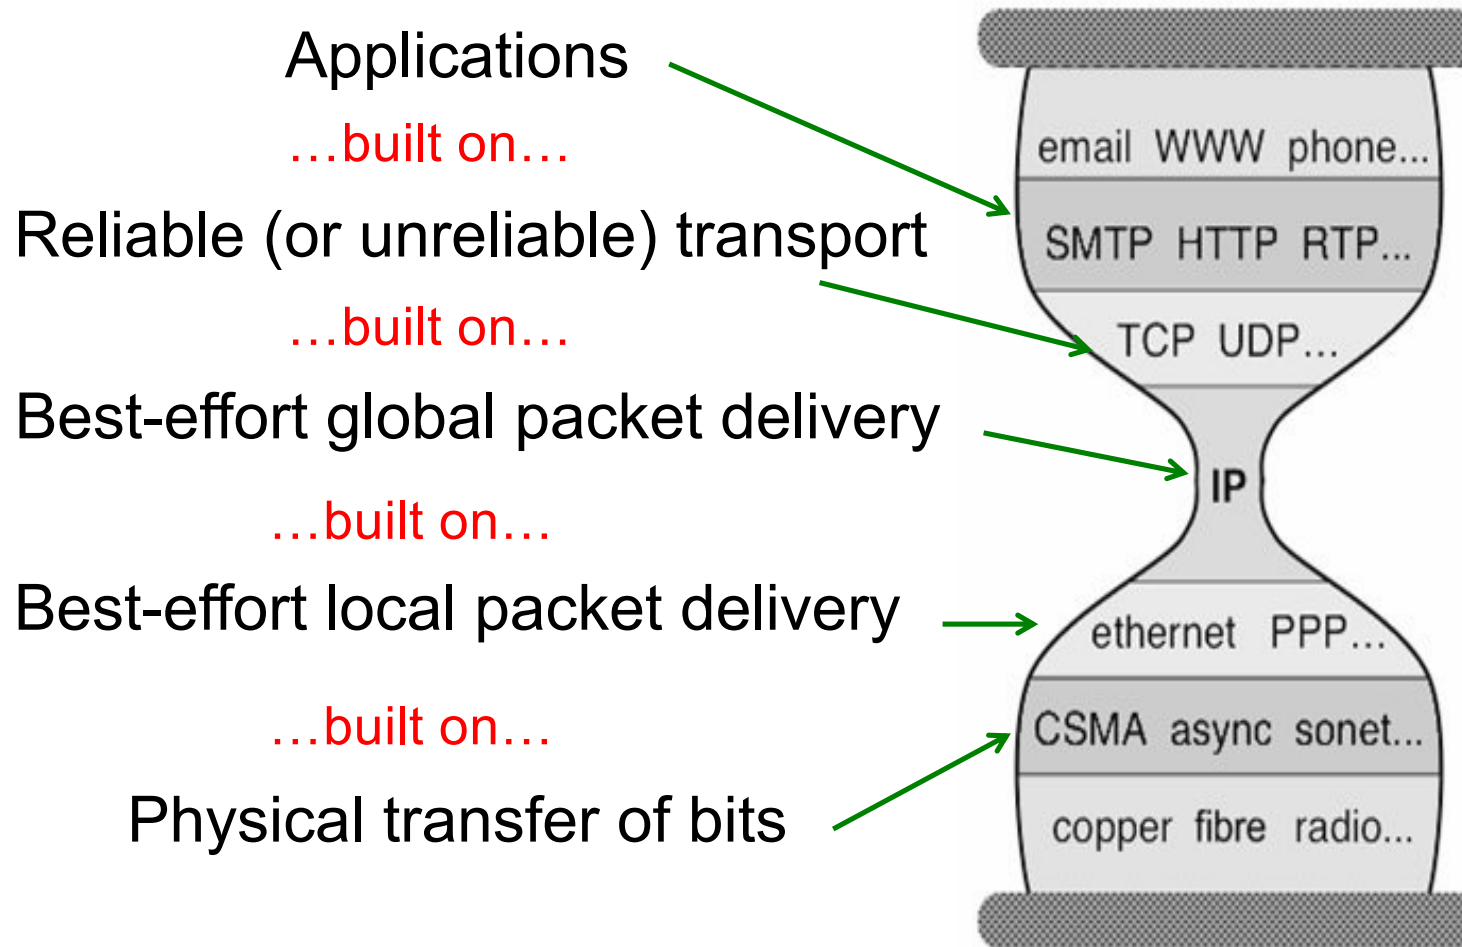 Applications
…built on…
Reliable (or unreliable) transport
…built on…
Best-effort global packet delivery
…built on…
Best-effort local packet delivery
…built on…
Physical transfer of bits
email WWW phone...
SMTP HTTP RTP...
TCP UDP...
IP
ethernet PPP...
CSMA async sonet...
copper fibre radio...